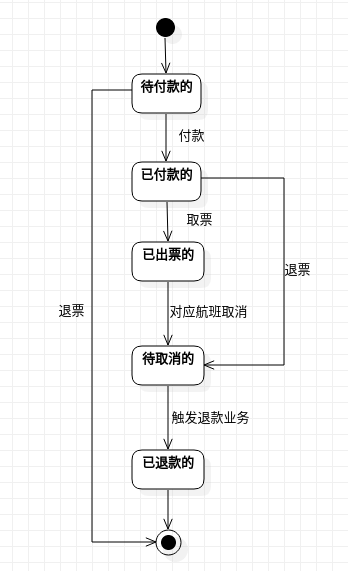 待付款的
付款
已付款的
取票
已出票的
退票
退票
对应航班取消
待取消的
触发退款业务
已退款的